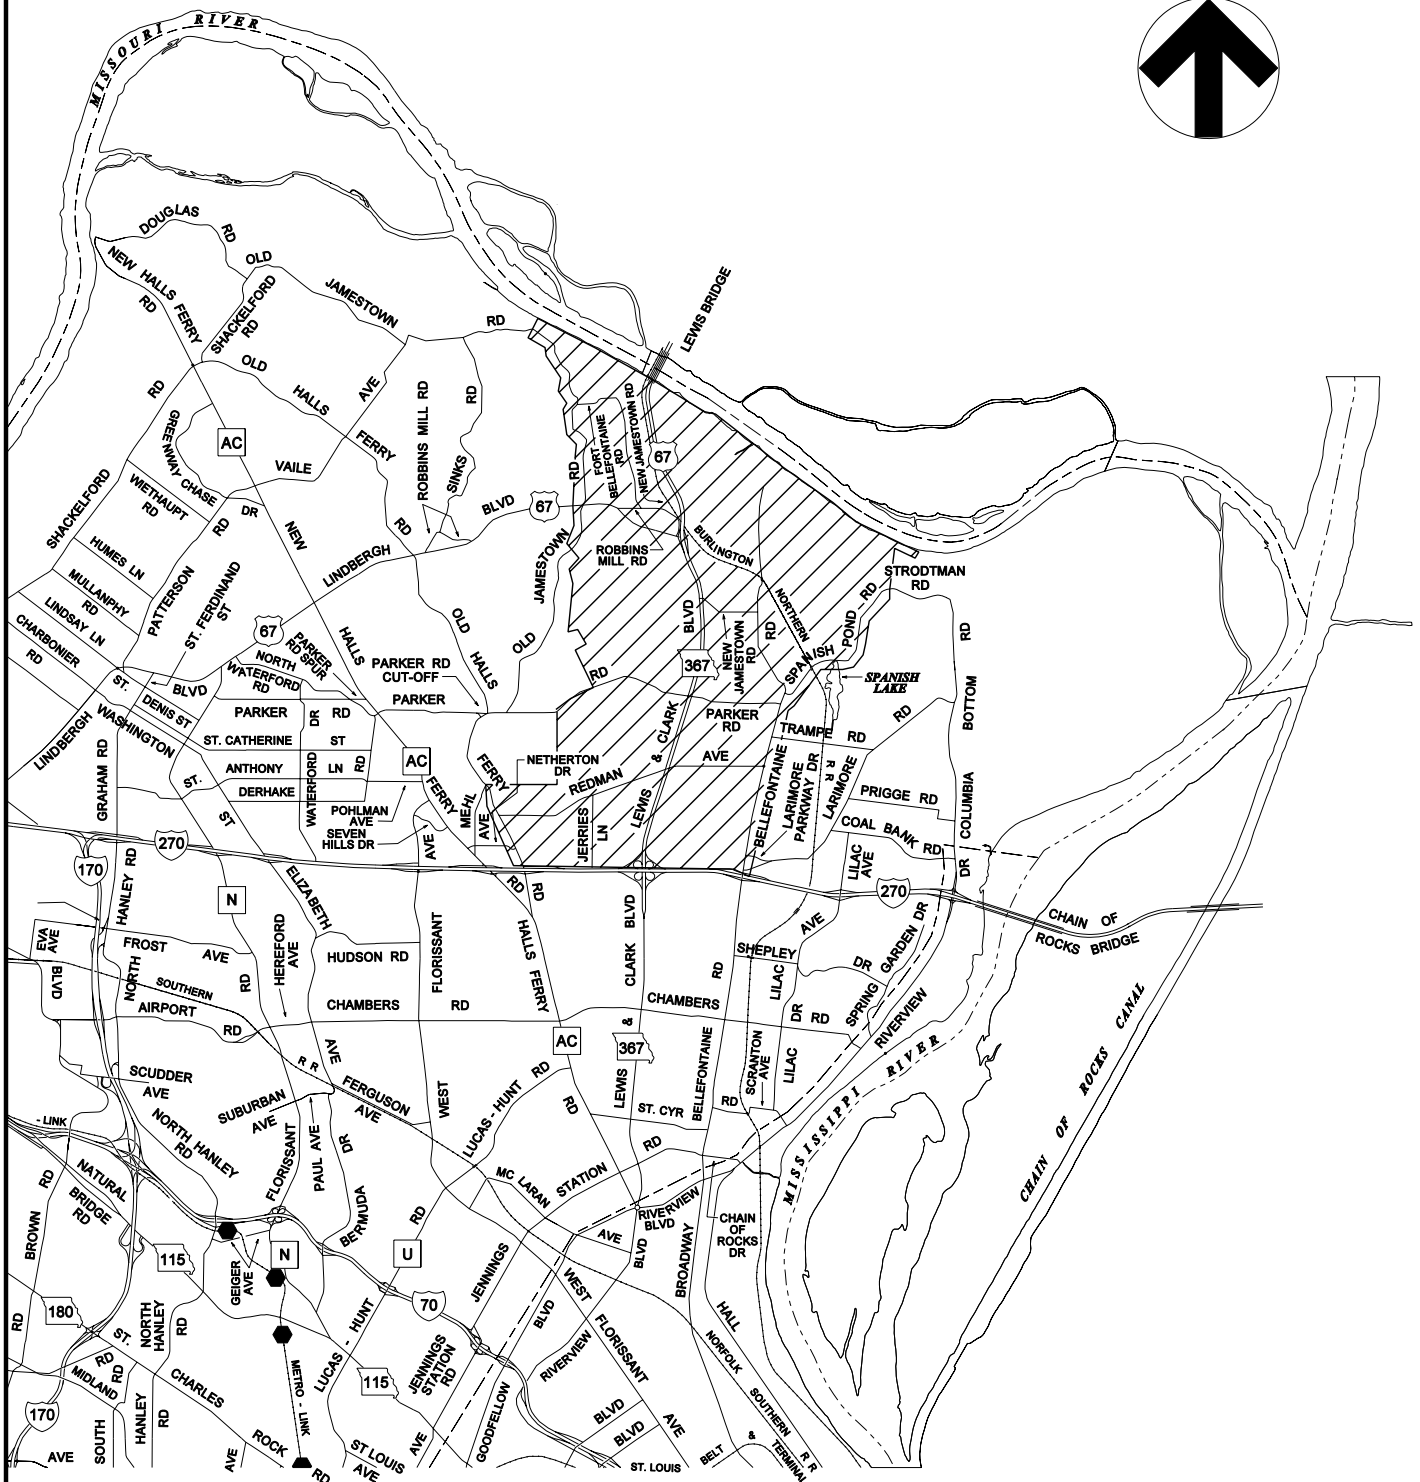 MISSOURI RIVER
DOUGLAS
RD
OLD
JAMESTOWN
RD
NEW HALLS FERRY
RD
SHACKELFORD
RD
LEWIS BRIDGE
OLD
HALLS
FERRY
RD
AVE
RD
GREENWAY CHASE
DR
AC
VAILE
ROBBINS MILL RD
SINKS
RD
FORT
BELLEFONTAINE
RD
NEW JAMESTOWN RD
67
RD
SHACKELFORD
WIETHAUPT
RD
RD
NEW
BLVD
67
LINDBERGH
JAMESTOWN
OLD
ROBBINS
MILL RD
BURLINGTON
NORTHERN
STRODTMAN
RD
HUMES LN
MULLANPHY
RD
LINDSAY LN
CHARBONIER
RD
PATTERSON
ST. FERDINAND
ST
67
PARKER
RD SPUR
HALLS
OLD
HALLS
PARKER RD
CUT-OFF
PARKER
RD
BLVD
367
NEW
JAMESTOWN
RD
RD
SPANISH
POND
RD
SPANISH
LAKE
RD
BOTTOM
NORTH
WATERFORD
RD
ST.
DENIS ST
BLVD
PARKER
DR
RD
WASHINGTON
LINDBERGH
ST. CATHERINE
ST
ANTHONY
LN
RD
DERHAKE
WATERFORD
ST.
ST
GRAHAM RD
AC
FERRY
POHLMAN
AVE
SEVEN
HILLS DR
AVE
MEHL
AVE
FERRY
NETHERTON
DR
REDMAN
AVE
JERRIES
LN
LEWIS
& CLARK
PARKER
RD
TRAMPE RD
RD
BELLEFONTAINE
LARIMORE
PARKWAY DR
R R
LARIMORE
PRIGGE RD
COAL BANK
RD
COLUMBIA
DR
LILAC
AVE
270
170
270
HANLEY RD
N
ELIZABETH
RD
RD
EVA
AVE
FROST
AVE
BLVD
NORTH
HEREFORD
AVE
HUDSON RD
FLORISSANT
HALLS FERRY
CLARK BLVD
SHEPLEY
AVE
DR
GARDEN DR
SPRING
CHAIN OF
ROCKS BRIDGE
SOUTHERN
AIRPORT
RD
RD
CHAMBERS
RD
CHAMBERS
RD
RD
LILAC
DR
RIVERVIEW
AC
&
367
BELLEFONTAINE
SCRANTON
AVE
LILAC
MISSISSIPPI RIVER
CHAIN OF ROCKS CANAL
SCUDDER
AVE
R R
AVE
FERGUSON
AVE
SUBURBAN
AVE
WEST
LUCAS - HUNT RD
RD
LEWIS
ST. CYR
RD
- LINK
NORTH HANLEY
RD
NATURAL
BRIDGE
RD
BROWN
RD
FLORISSANT
PAUL AVE
DR
BERMUDA
MC LARAN
AVE
STATION
RD
RIVERVIEW
BLVD
CHAIN
OF
ROCKS
DR
BROADWAY
BLVD
115
GEIGER
AVE
N
U
RD
70
JENNINGS
WEST
FLORISSANT
AVE
180
RD
NORTH
HANLEY
RD
ST.
CHARLES
ROCK
RD
RD
RD
MIDLAND
LUCAS - HUNT
METRO - LINK
115
JENNINGS
STATION
RD
BLVD
RIVERVIEW
HALL
NORFOLK
SOUTHERN
R R
170
SOUTH
HANLEY
RD
AVE
AVE
ST LOUIS
AVE
AVE
GOODFELLOW
BLVD
BLVD
ST. LOUIS
BELT
&
TERMINAL